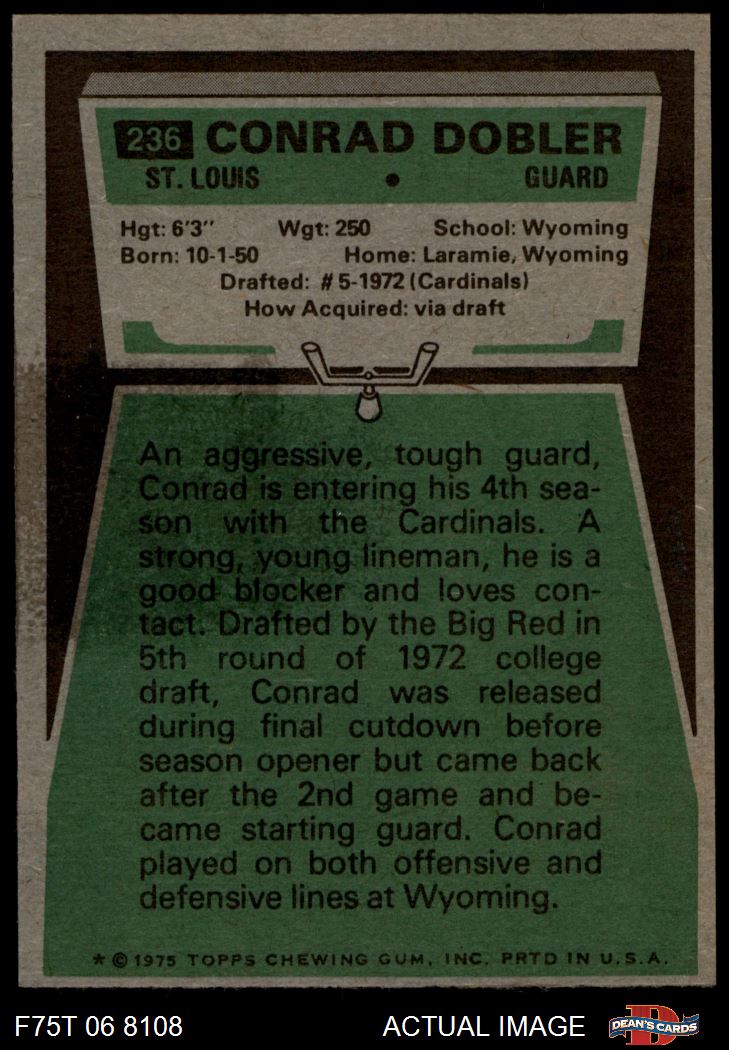 236 CONRAD DOBLER
ST. LOUIS • GUARD
Hgt: 6'3" Wgt: 250 School: Wyoming
Born: 10-1-50 Home: Laramie, Wyoming
Drafted: #5-1972 (Cardinals)
How Acquired: via draft
An aggressive, tough guard,
Conrad is entering his 4th sea-
son with the Cardinals. A
strong, young lineman, he is a
good blocker and loves con-
tact. Drafted by the Big Red in
5th round of 1972 college
draft, Conrad was released
during final cutdown before
season opener but came back
after the 2nd game and be-
came starting guard. Conrad
played on both offensive and
defensive lines at Wyoming.
* © 1975 TOPPS CHEWING GUM, INC. PRTD IN U.S.A.
F75T 06 8108 ACTUAL IMAGE D DEAN'S CARDS